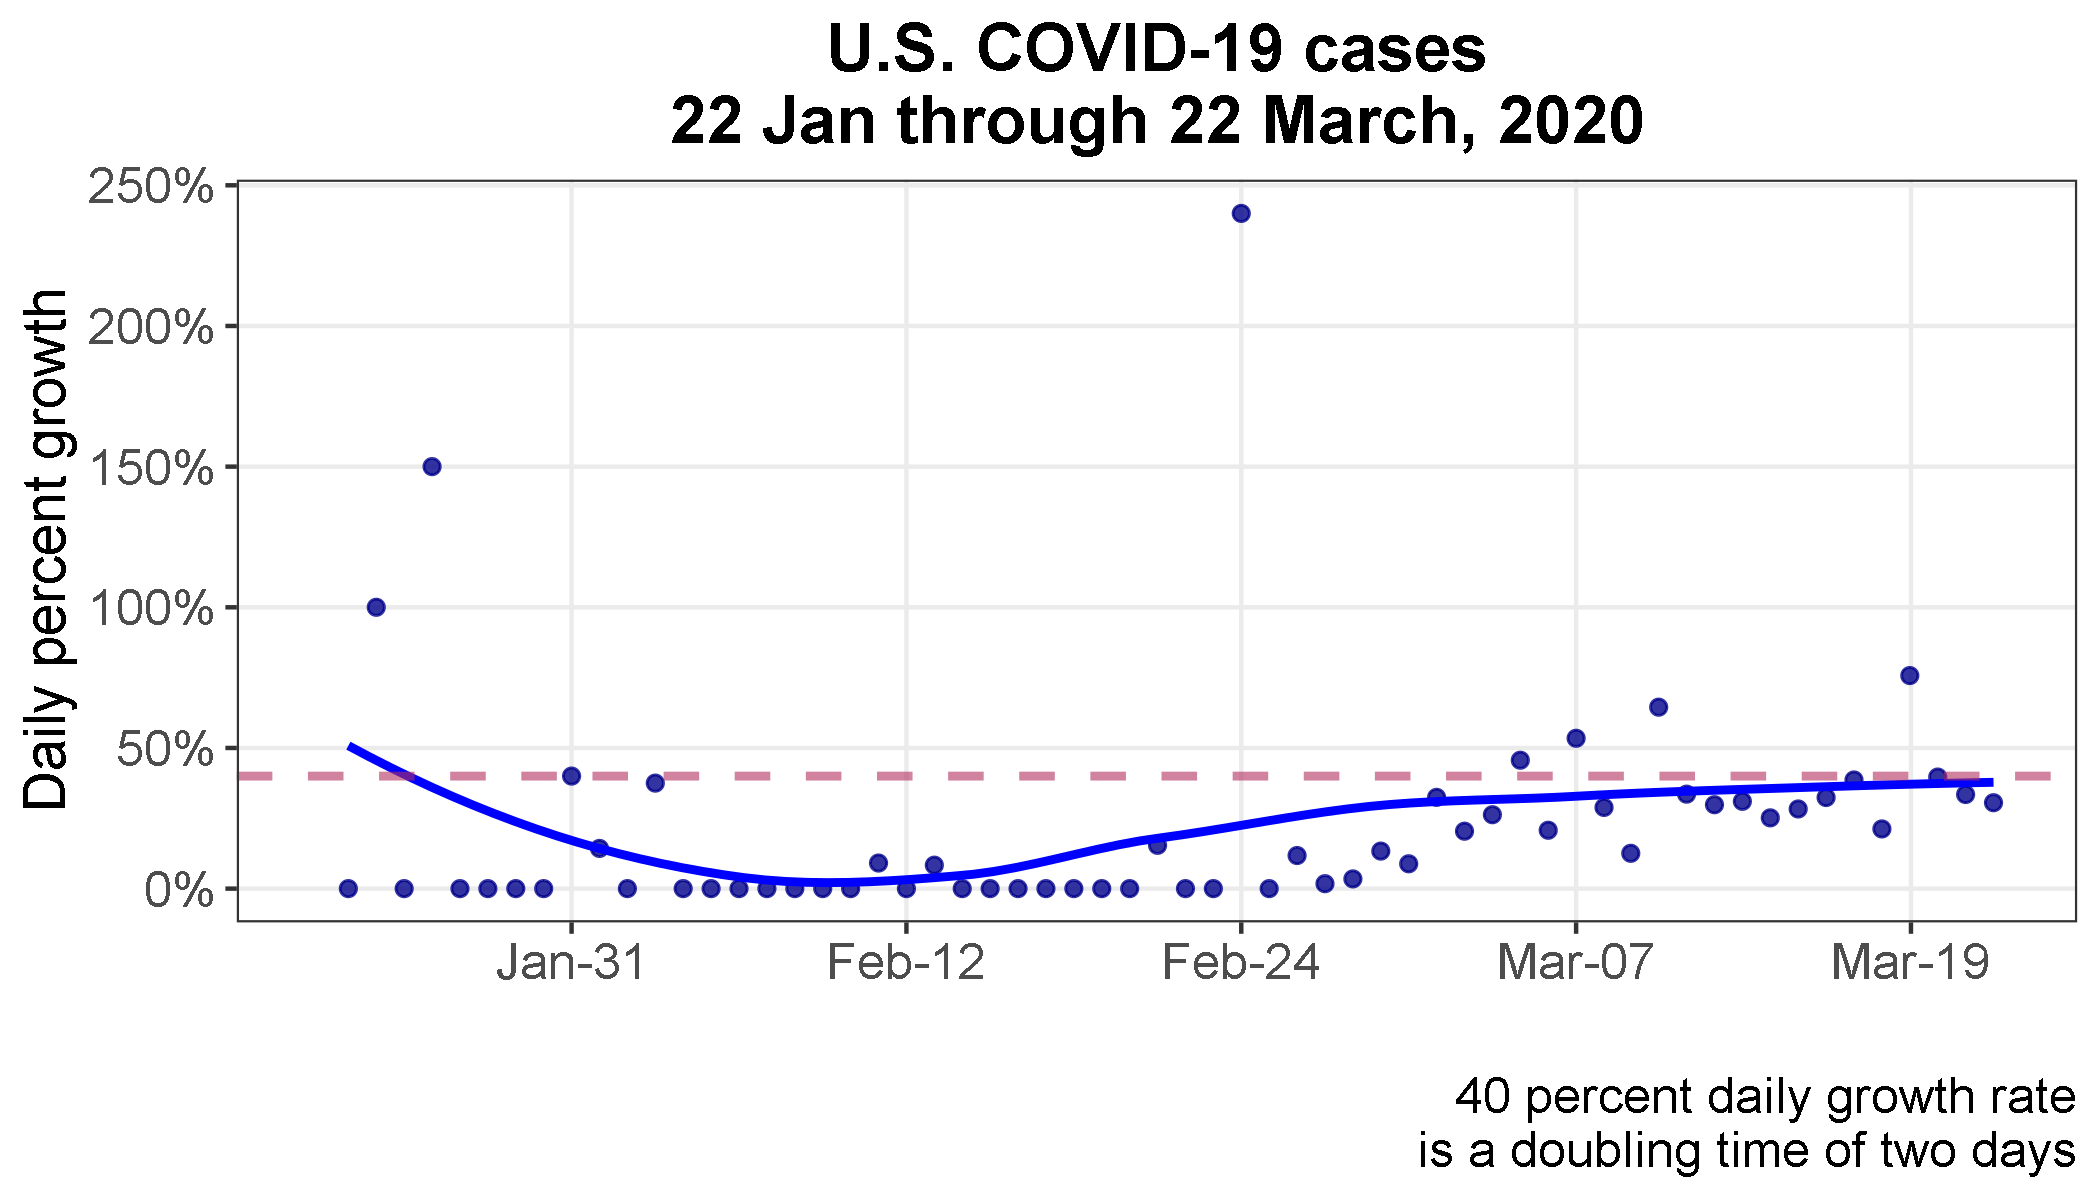 U.S. COVID-19 cases
22 Jan through 22 March, 2020
Daily percent growth
250%
200%
150%
100%
50%
0%
Jan-31 Feb-12 Feb-24 Mar-07 Mar-19
40 percent daily growth rate
is a doubling time of two days